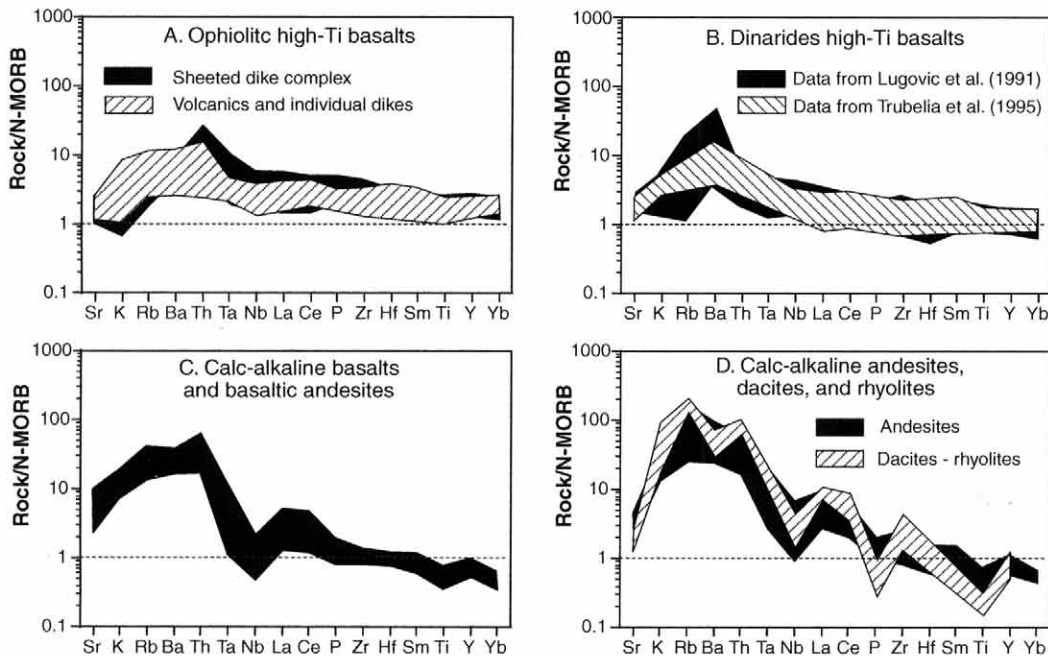 A. Ophiolitc high-Ti basalts
Sheeted dike complex
Volcanics and individual dikes
Rock/N-MORB
1000
100
10
1
0.1
Sr K Rb Ba Th Ta Nb La Ce P Zr Hf Sm Ti Y Yb
B. Dinarides high-Ti basalts
Data from Lugovic et al. (1991)
Data from Trubelia et al. (1995)
Rock/N-MORB
1000
100
10
1
0.1
Sr K Rb Ba Th Ta Nb La Ce P Zr Hf Sm Ti Y Yb
C. Calc-alkaline basalts
and basaltic andesites
Rock/N-MORB
1000
100
10
1
0.1
Sr K Rb Ba Th Ta Nb La Ce P Zr Hf Sm Ti Y Yb
D. Calc-alkaline andesites,
dacites, and rhyolites
Andesites
Dacites - rhyolites
Rock/N-MORB
1000
100
10
1
0.1
Sr K Rb Ba Th Ta Nb La Ce P Zr Hf Sm Ti Y Yb